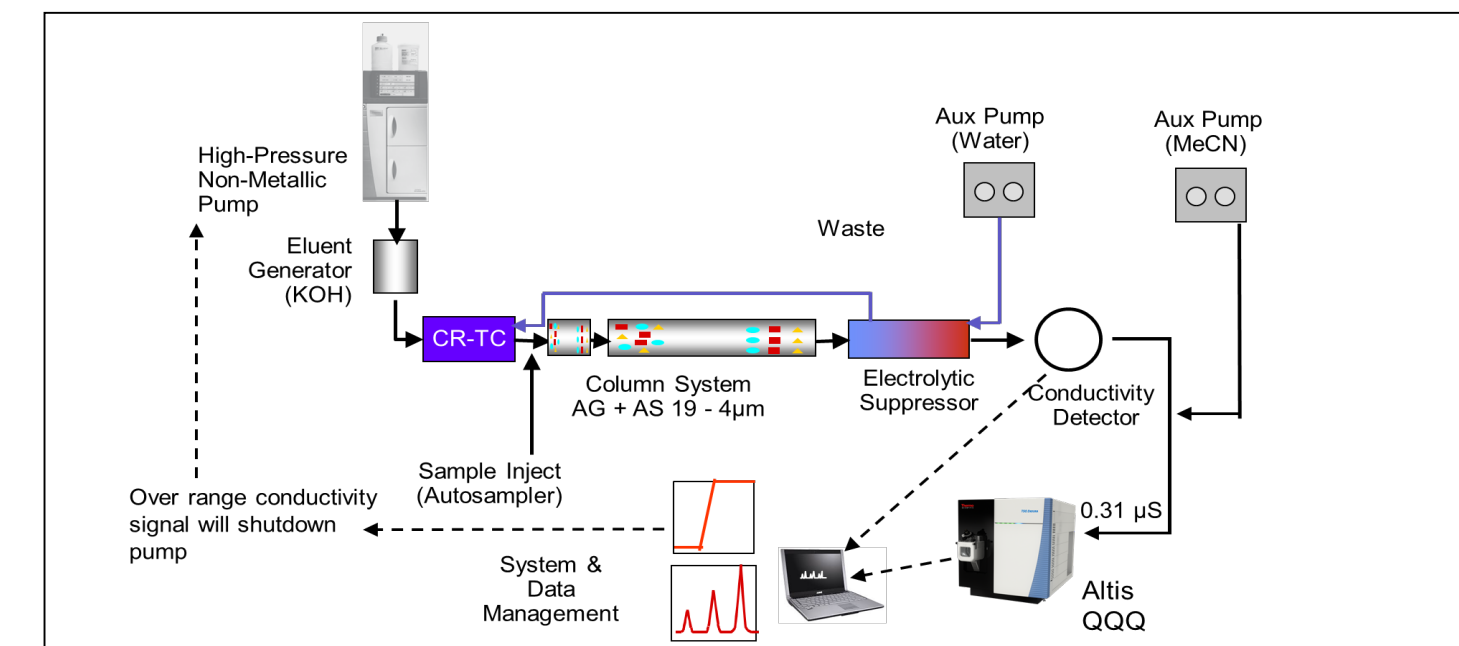 Aux Pump
(Water)
Aux Pump
(MeCN)
High-Pressure
Non-Metallic
Pump
Waste
Eluent
Generator
(KOH)
CR-TC
Column System
AG + AS 19 - 4µm
Electrolytic
Suppressor
Conductivity
Detector
Sample Inject
(Autosampler)
Over range conductivity
signal will shutdown
pump
0.31 µS
System &
Data
Management
Altis
QQQ